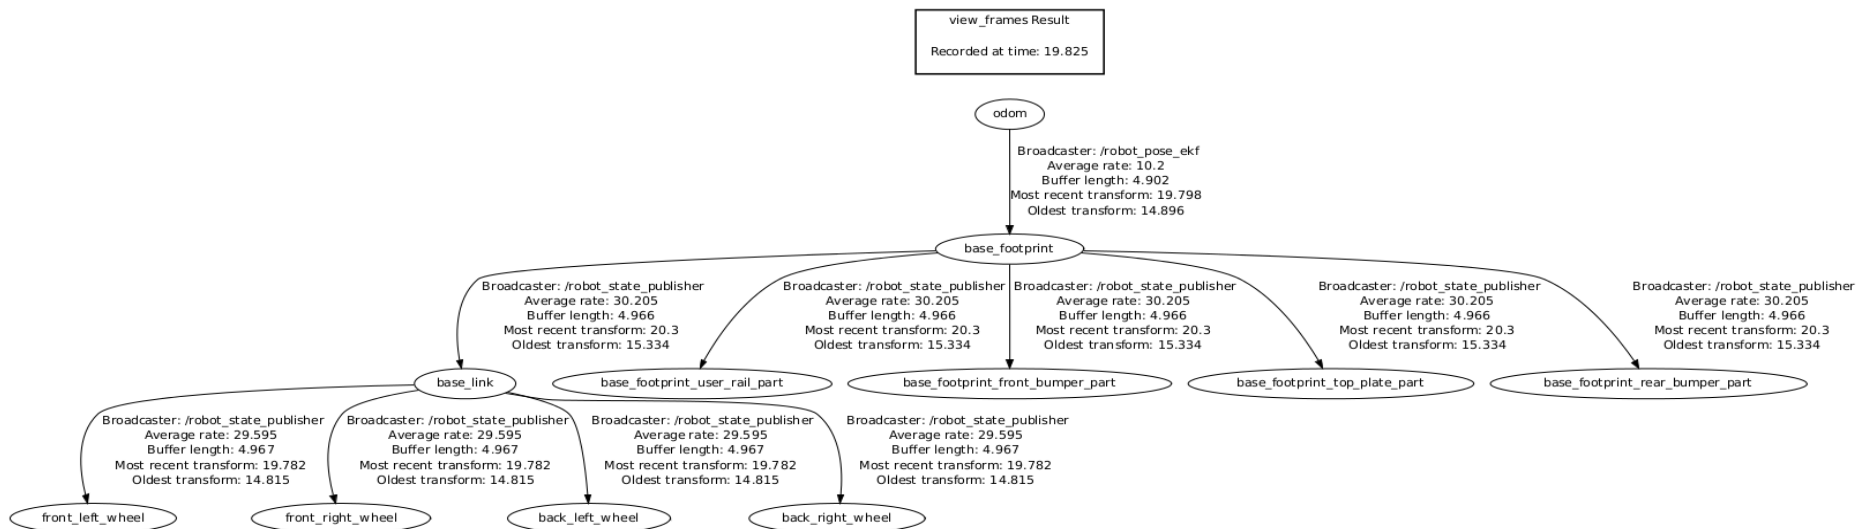 view_frames Result
Recorded at time: 19.825
odom
Broadcaster: /robot_pose_ekf
Average rate: 10.2
Buffer length: 4.902
Most recent transform: 19.798
Oldest transform: 14.896
base_footprint
Broadcaster: /robot_state_publisher
Average rate: 30.205
Buffer length: 4.966
Most recent transform: 20.3
Oldest transform: 15.334
Broadcaster: /robot_state_publisher
Average rate: 30.205
Buffer length: 4.966
Most recent transform: 20.3
Oldest transform: 15.334
Broadcaster: /robot_state_publisher
Average rate: 30.205
Buffer length: 4.966
Most recent transform: 20.3
Oldest transform: 15.334
Broadcaster: /robot_state_publisher
Average rate: 30.205
Buffer length: 4.966
Most recent transform: 20.3
Oldest transform: 15.334
Broadcaster: /robot_state_publisher
Average rate: 30.205
Buffer length: 4.966
Most recent transform: 20.3
Oldest transform: 15.334
base_link
base_footprint_user_rail_part
base_footprint_front_bumper_part
base_footprint_top_plate_part
base_footprint_rear_bumper_part
Broadcaster: /robot_state_publisher
Average rate: 29.595
Buffer length: 4.967
Most recent transform: 19.782
Oldest transform: 14.815
Broadcaster: /robot_state_publisher
Average rate: 29.595
Buffer length: 4.967
Most recent transform: 19.782
Oldest transform: 14.815
Broadcaster: /robot_state_publisher
Average rate: 29.595
Buffer length: 4.967
Most recent transform: 19.782
Oldest transform: 14.815
Broadcaster: /robot_state_publisher
Average rate: 29.595
Buffer length: 4.967
Most recent transform: 19.782
Oldest transform: 14.815
front_left_wheel
front_right_wheel
back_left_wheel
back_right_wheel